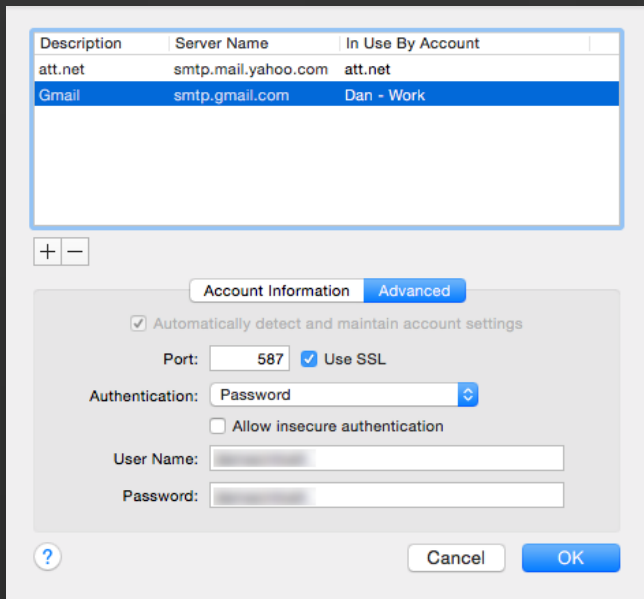 Description Server Name In Use By Account
att.net smtp.mail.yahoo.com att.net
Gmail smtp.gmail.com Dan - Work
+ −
Account Information Advanced
Automatically detect and maintain account settings
Port: 587 Use SSL
Authentication: Password
Allow insecure authentication
User Name:
Password:
? Cancel OK